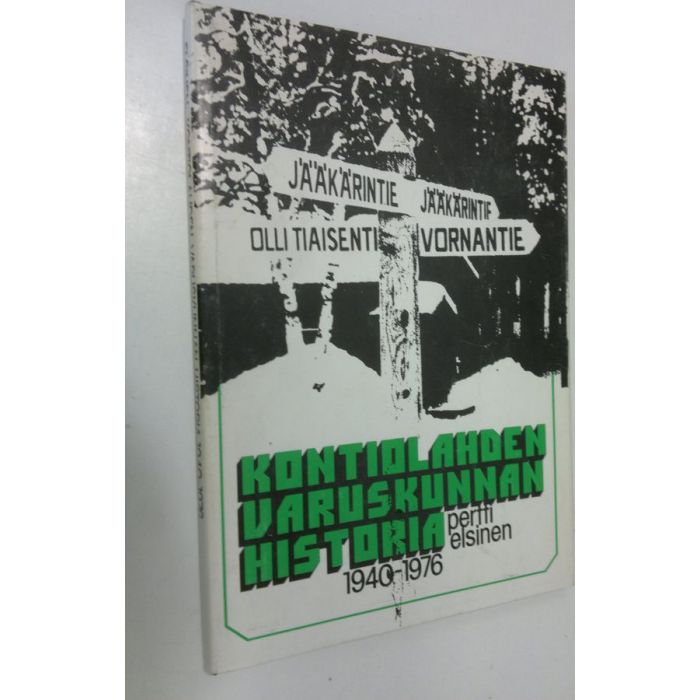 JÄÄKÄRINTIE
JÄÄKÄRINTIE
OLLI TIAISENTI
VORNANTIE
KONTIOLAHDEN
VARUSKUNNAN
HISTORIA
pertti
elsinen
1940-1976